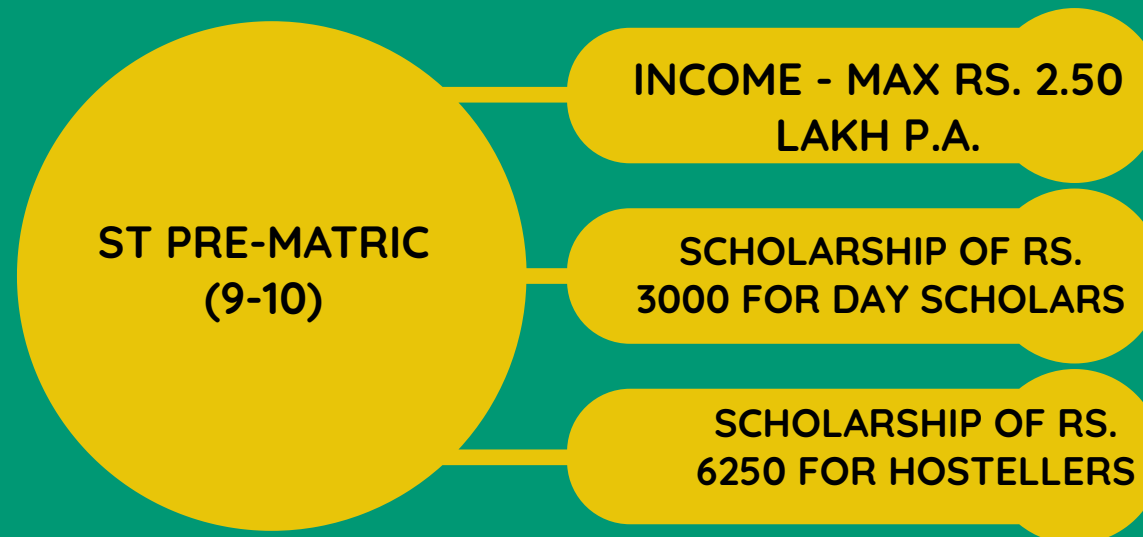 ST PRE-MATRIC
(9-10)
INCOME - MAX RS. 2.50
LAKH P.A.
SCHOLARSHIP OF RS.
3000 FOR DAY SCHOLARS
SCHOLARSHIP OF RS.
6250 FOR HOSTELLERS